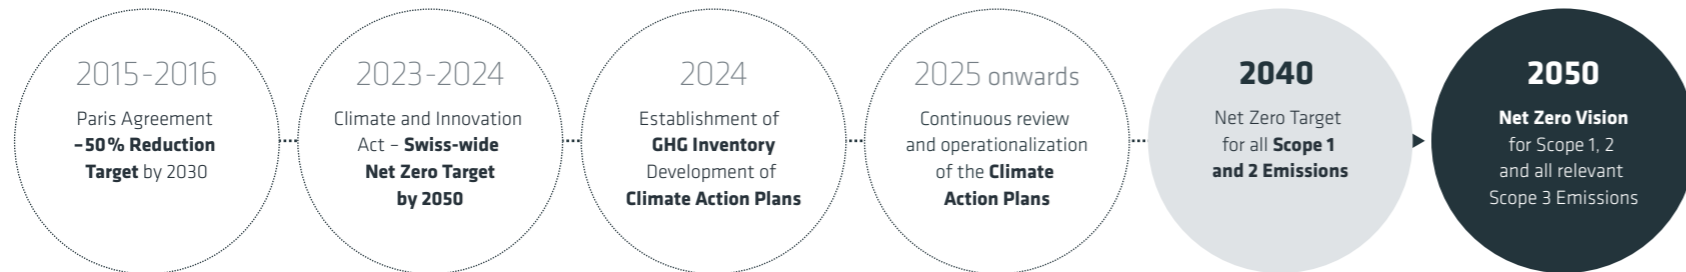 2015-2016
Paris Agreement
–50% Reduction
Target by 2030
2023-2024
Climate and Innovation
Act – Swiss-wide
Net Zero Target
by 2050
2024
Establishment of
GHG Inventory
Development of
Climate Action Plans
2025 onwards
Continuous review
and operationalization
of the Climate
Action Plans
2040
Net Zero Target
for all Scope 1
and 2 Emissions
2050
Net Zero Vision
for Scope 1, 2
and all relevant
Scope 3 Emissions